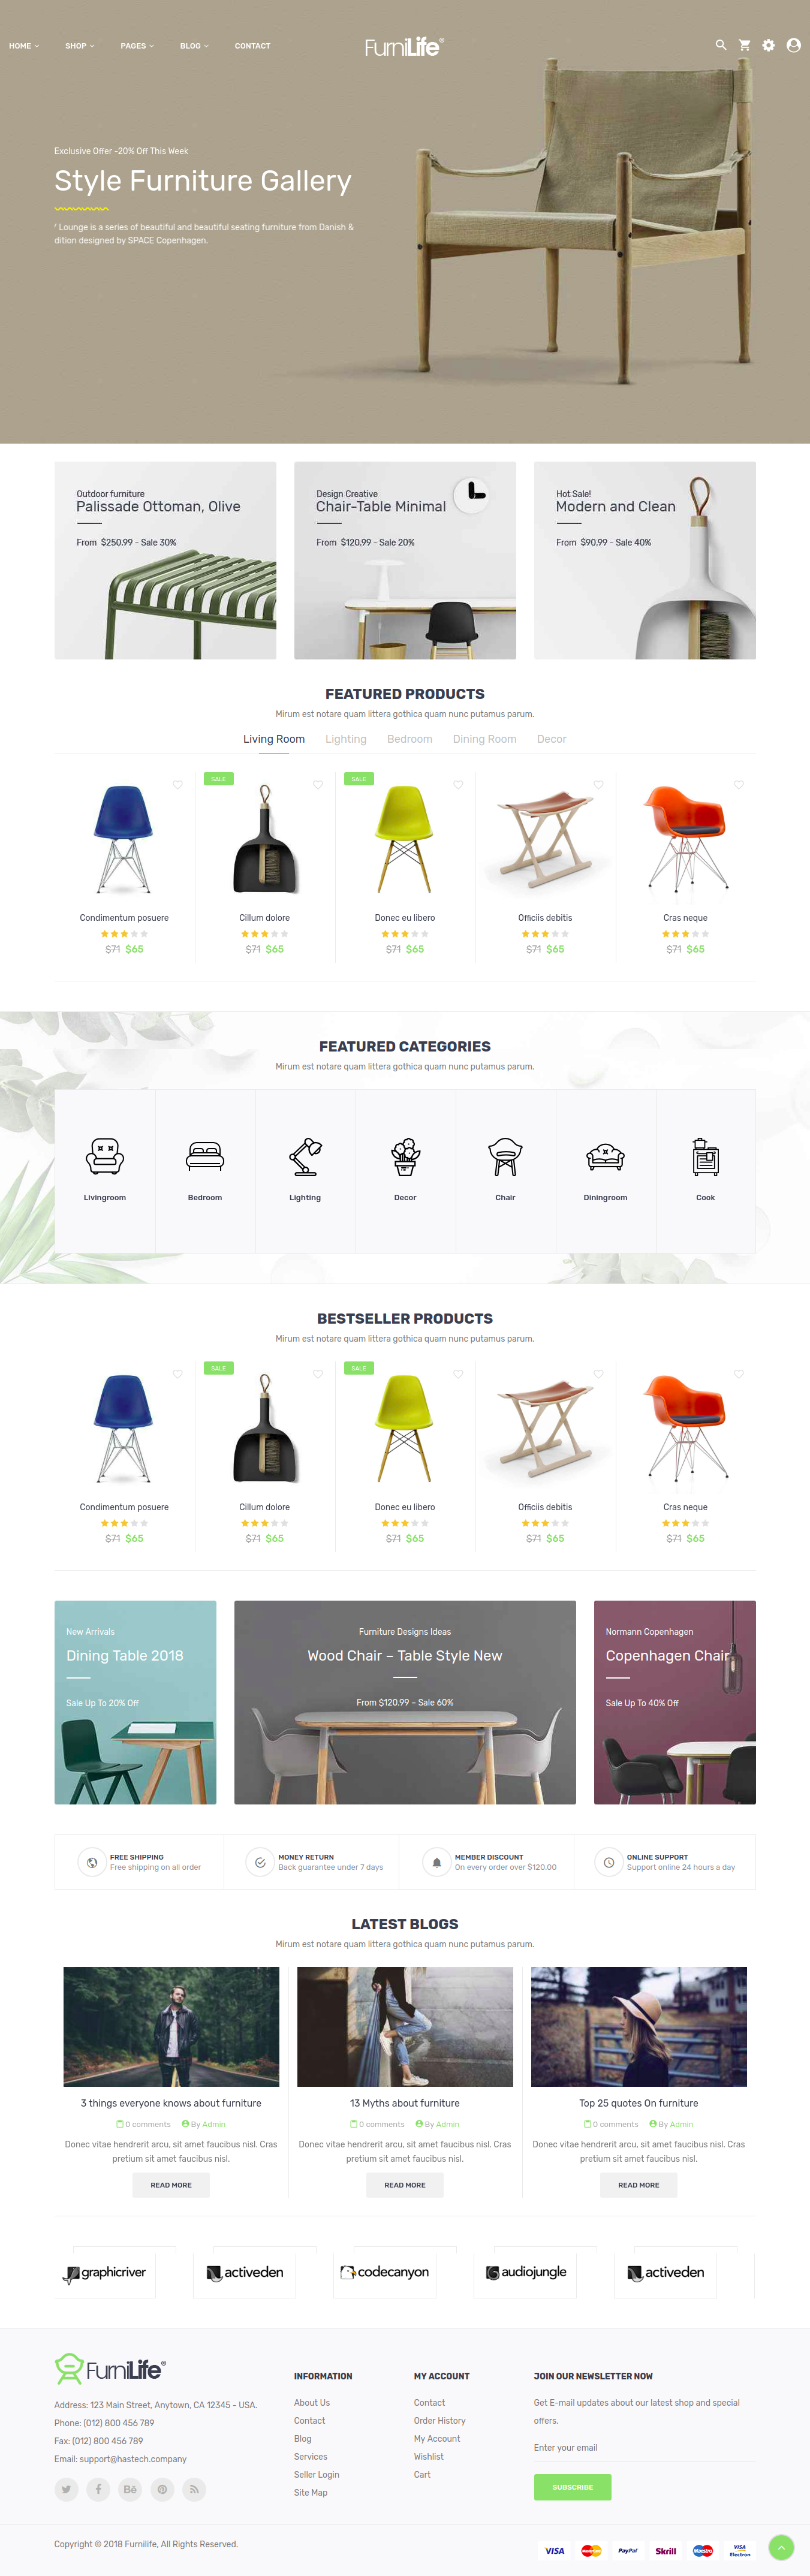 HOME
SHOP
PAGES
BLOG
CONTACT
FurniLife®
Exclusive Offer -20% Off This Week
Style Furniture Gallery
Lounge is a series of beautiful and beautiful seating furniture from Danish &
dition designed by SPACE Copenhagen.
Outdoor furniture
Palissade Ottoman, Olive
From $250.99 - Sale 30%
Design Creative
Chair-Table Minimal
From $120.99 - Sale 20%
Hot Sale!
Modern and Clean
From $90.99 - Sale 40%
FEATURED PRODUCTS
Mirum est notare quam littera gothica quam nunc putamus parum.
Living Room
Lighting
Bedroom
Dining Room
Decor
SALE
SALE
Condimentum posuere
$71 $65
Cillum dolore
$71 $65
Donec eu libero
$71 $65
Officiis debitis
$71 $65
Cras neque
$71 $65
FEATURED CATEGORIES
Mirum est notare quam littera gothica quam nunc putamus parum.
Livingroom
Bedroom
Lighting
Decor
Chair
Diningroom
Cook
BESTSELLER PRODUCTS
Mirum est notare quam littera gothica quam nunc putamus parum.
SALE
SALE
Condimentum posuere
$71 $65
Cillum dolore
$71 $65
Donec eu libero
$71 $65
Officiis debitis
$71 $65
Cras neque
$71 $65
New Arrivals
Dining Table 2018
Sale Up To 20% Off
Furniture Designs Ideas
Wood Chair – Table Style New
From $120.99 – Sale 60%
Normann Copenhagen
Copenhagen Chair
Sale Up To 40% Off
FREE SHIPPING
Free shipping on all order
MONEY RETURN
Back guarantee under 7 days
MEMBER DISCOUNT
On every order over $120.00
ONLINE SUPPORT
Support online 24 hours a day
LATEST BLOGS
Mirum est notare quam littera gothica quam nunc putamus parum.
3 things everyone knows about furniture
0 comments By Admin
Donec vitae hendrerit arcu, sit amet faucibus nisl. Cras
pretium sit amet faucibus nisl.
READ MORE
13 Myths about furniture
0 comments By Admin
Donec vitae hendrerit arcu, sit amet faucibus nisl. Cras
pretium sit amet faucibus nisl.
READ MORE
Top 25 quotes On furniture
0 comments By Admin
Donec vitae hendrerit arcu, sit amet faucibus nisl. Cras
pretium sit amet faucibus nisl.
READ MORE
graphicriver
activeden
codecanyon
audiojungle
activeden
FurniLife®
Address: 123 Main Street, Anytown, CA 12345 - USA.
Phone: (012) 800 456 789
Fax: (012) 800 456 789
Email: support@hastech.company
INFORMATION
About Us
Contact
Blog
Services
Seller Login
Site Map
MY ACCOUNT
Contact
Order History
My Account
Wishlist
Cart
JOIN OUR NEWSLETTER NOW
Get E-mail updates about our latest shop and special
offers.
Enter your email
SUBSCRIBE
Copyright © 2018 Furnilife, All Rights Reserved.
VISA
MasterCard
PayPal
Skrill
Maestro
VISA
Electron